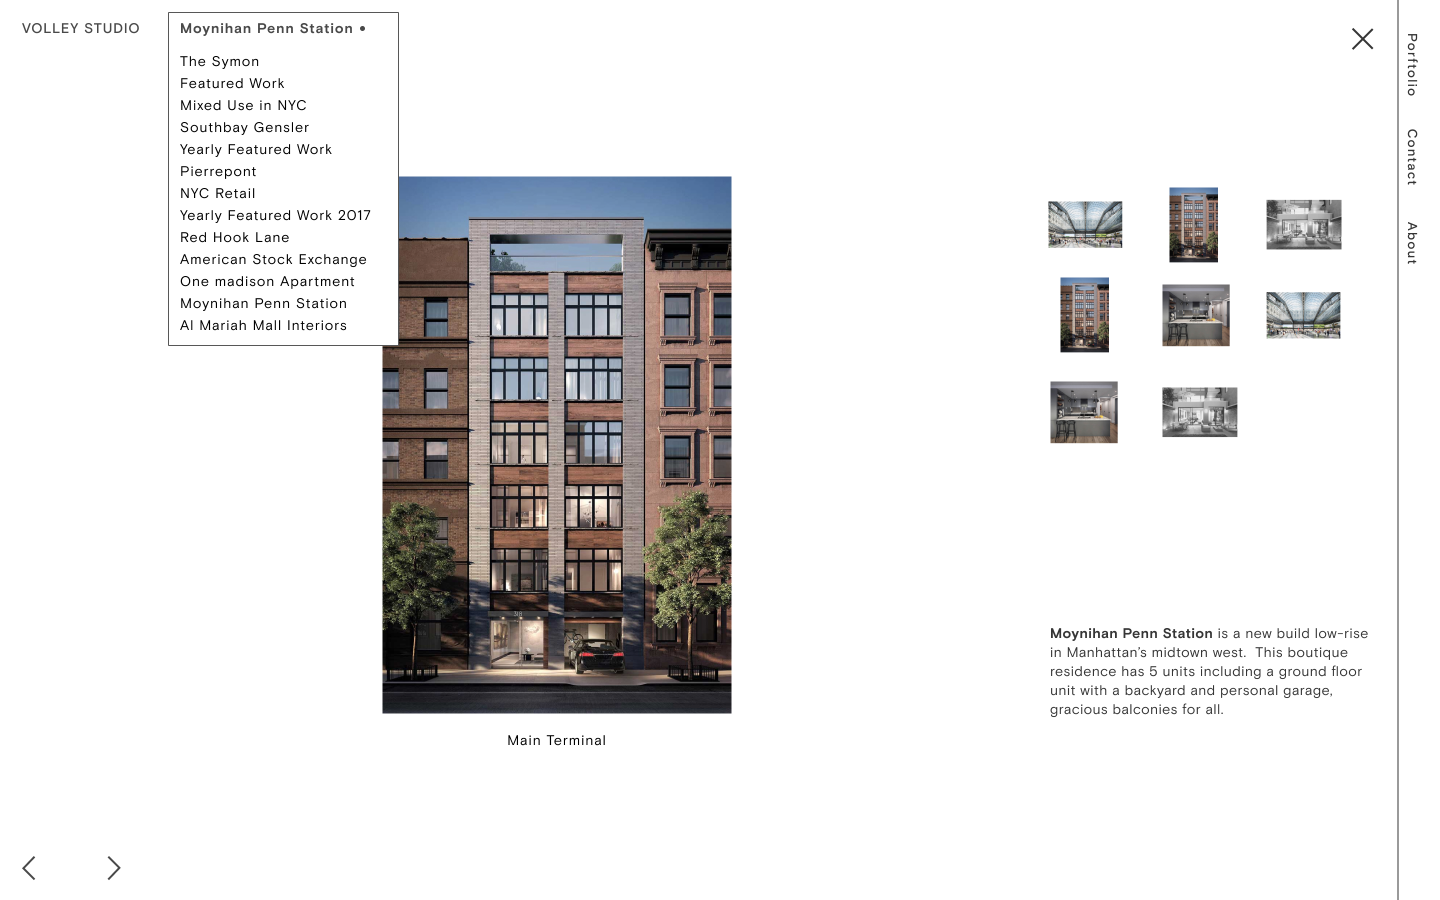 VOLLEY STUDIO
Moynihan Penn Station •
The Symon
Featured Work
Mixed Use in NYC
Southbay Gensler
Yearly Featured Work
Pierrepont
NYC Retail
Yearly Featured Work 2017
Red Hook Lane
American Stock Exchange
One madison Apartment
Moynihan Penn Station
Al Mariah Mall Interiors
Main Terminal
Moynihan Penn Station is a new build low-rise
in Manhattan's midtown west.  This boutique
residence has 5 units including a ground floor
unit with a backyard and personal garage,
gracious balconies for all.
Porftolio
Contact
About